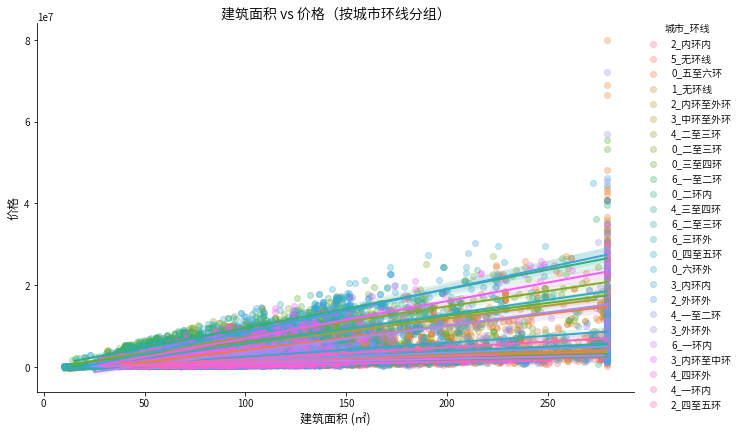 建筑面积 vs 价格（按城市环线分组）
1e7
8
6
4
2
0
价格
0
50
100
150
200
250
建筑面积 (㎡)
城市_环线
2_内环内
5_无环线
0_五至六环
1_无环线
2_内环至外环
3_中环至外环
4_二至三环
0_二至三环
0_三至四环
6_一至二环
0_二环内
4_三至四环
6_二至三环
6_三环外
0_四至五环
0_六环外
3_内环内
2_外环外
4_一至二环
3_外环外
6_一环内
3_内环至中环
4_四环外
4_一环内
2_四至五环